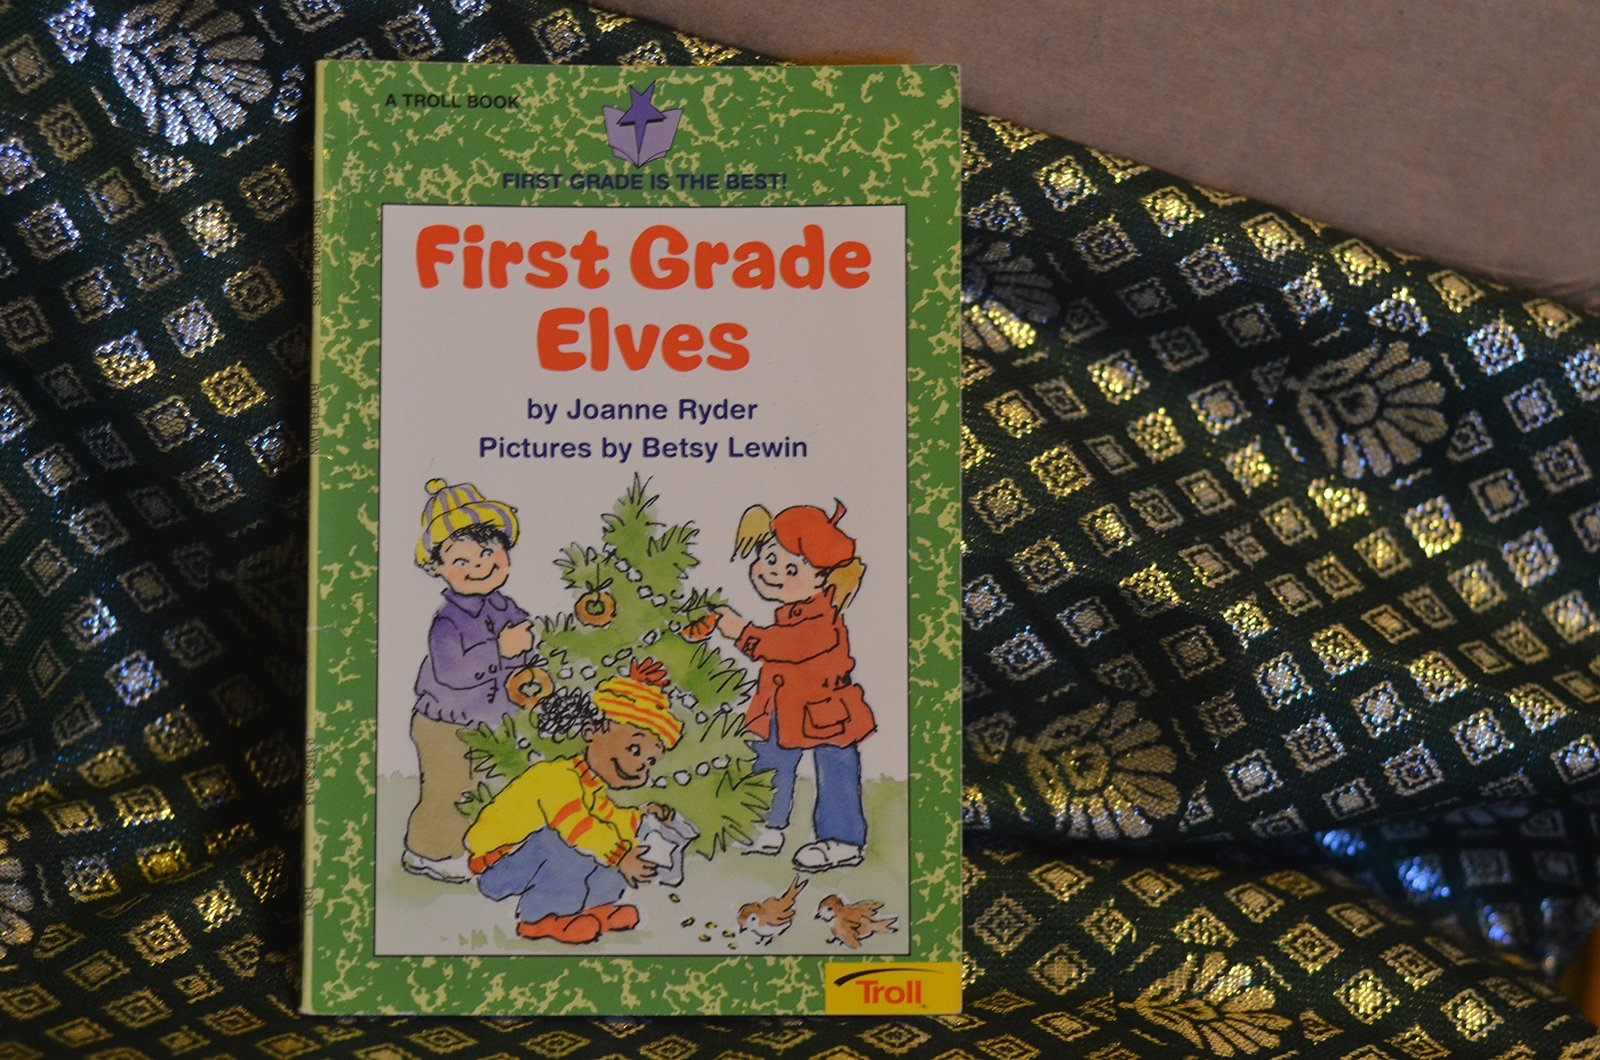 A TROLL BOOK
FIRST GRADE IS THE BEST!
First Grade
Elves
by Joanne Ryder
Pictures by Betsy Lewin
Troll